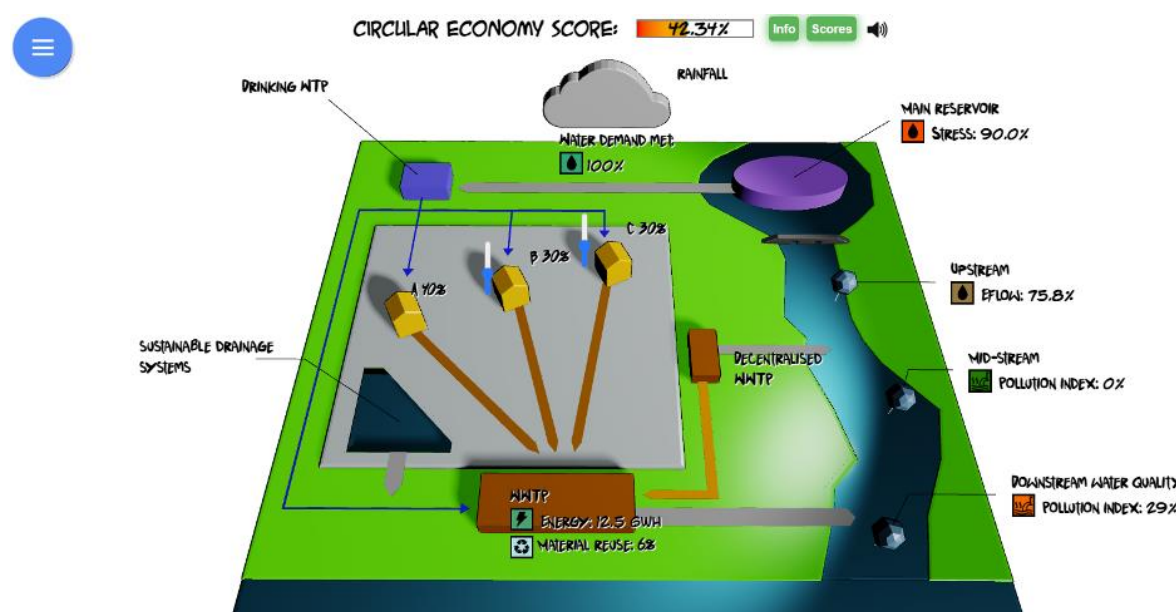 CIRCULAR ECONOMY SCORE: 42.34% Info Scores
RAINFALL
DRINKING WTP
MAIN RESERVOIR
STRESS: 90.0%
WATER DEMAND MET:
100%
C 30%
B 30%
A 40%
UPSTREAM
EFLOW: 75.8%
SUSTAINABLE DRAINAGE
SYSTEMS
DECENTRALISED
WWTP
MID-STREAM
POLLUTION INDEX: 0%
DOWNSTREAM WATER QUALITY
POLLUTION INDEX: 29%
WWTP
ENERGY: 12.5 GWH
MATERIAL REUSE: 6%